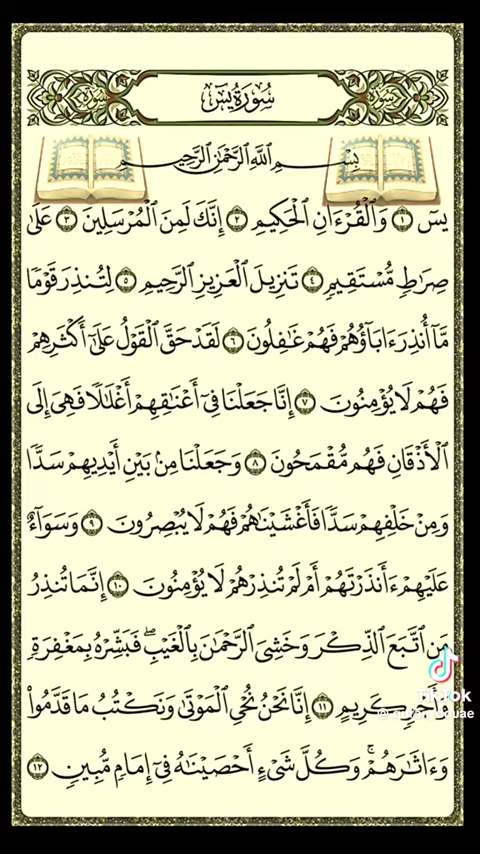 سُورَةُ يسٓ
بِسْمِ ٱللَّهِ ٱلرَّحْمَٰنِ ٱلرَّحِيمِ
يسٓ ١ وَٱلْقُرْءَانِ ٱلْحَكِيمِ ٢ إِنَّكَ لَمِنَ ٱلْمُرْسَلِينَ ٣ عَلَىٰ
صِرَٰطٍ مُّسْتَقِيمٍ ٤ تَنزِيلَ ٱلْعَزِيزِ ٱلرَّحِيمِ ٥ لِتُنذِرَ قَوْمًا
مَّآ أُنذِرَ ءَابَآؤُهُمْ فَهُمْ غَٰفِلُونَ ٦ لَقَدْ حَقَّ ٱلْقَوْلُ عَلَىٰٓ أَكْثَرِهِمْ
فَهُمْ لَا يُؤْمِنُونَ ٧ إِنَّا جَعَلْنَا فِىٓ أَعْنَٰقِهِمْ أَغْلَٰلًا فَهِىَ إِلَى
ٱلْأَذْقَانِ فَهُم مُّقْمَحُونَ ٨ وَجَعَلْنَا مِنۢ بَيْنِ أَيْدِيهِمْ سَدًّا
وَمِنْ خَلْفِهِمْ سَدًّا فَأَغْشَيْنَٰهُمْ فَهُمْ لَا يُبْصِرُونَ ٩ وَسَوَآءٌ
عَلَيْهِمْ ءَأَنذَرْتَهُمْ أَمْ لَمْ تُنذِرْهُمْ لَا يُؤْمِنُونَ ١٠ إِنَّمَا تُنذِرُ
مَنِ ٱتَّبَعَ ٱلذِّكْرَ وَخَشِىَ ٱلرَّحْمَٰنَ بِٱلْغَيْبِ ۖ فَبَشِّرْهُ بِمَغْفِرَةٍ
وَأَجْرٍ كَرِيمٍ ١١ إِنَّا نَحْنُ نُحْىِ ٱلْمَوْتَىٰ وَنَكْتُبُ مَا قَدَّمُوا۟
وَءَاثَٰرَهُمْ ۚ وَكُلَّ شَىْءٍ أَحْصَيْنَٰهُ فِىٓ إِمَامٍ مُّبِينٍ ١٢
TikTok